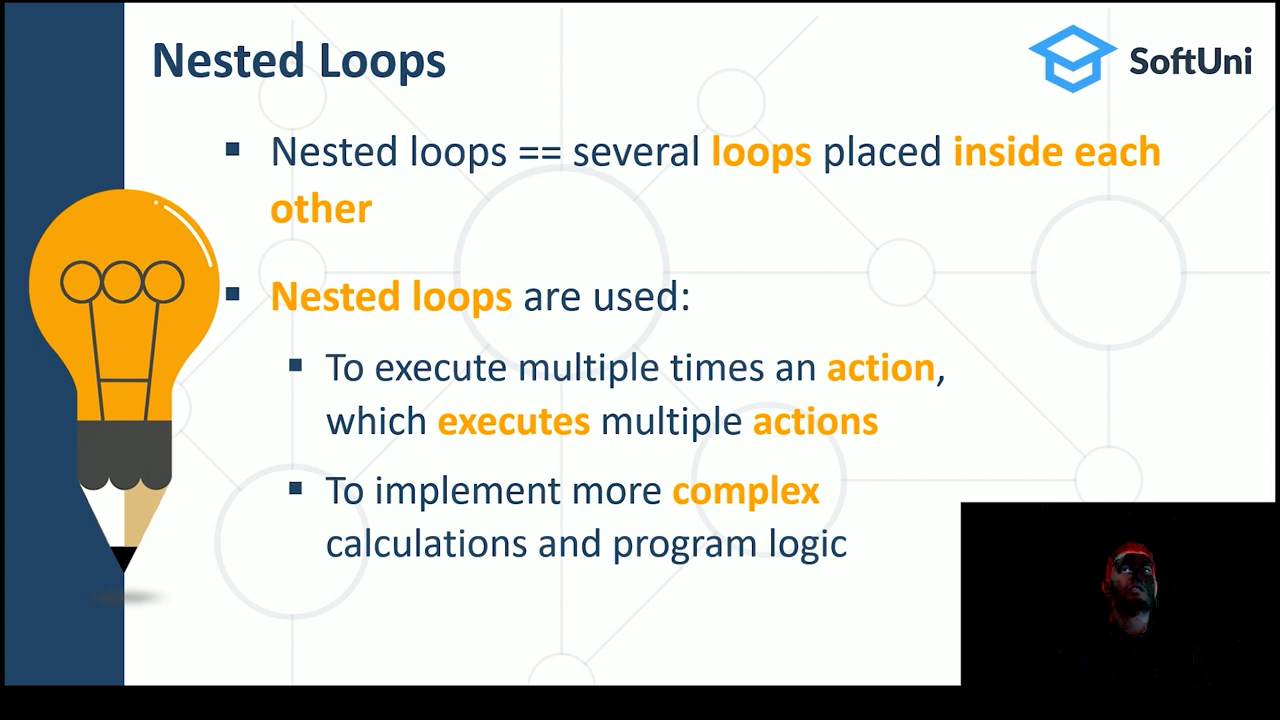 Nested Loops
SoftUni
▪ Nested loops == several loops placed inside each
other
▪ Nested loops are used:
▪ To execute multiple times an action,
which executes multiple actions
▪ To implement more complex
calculations and program logic